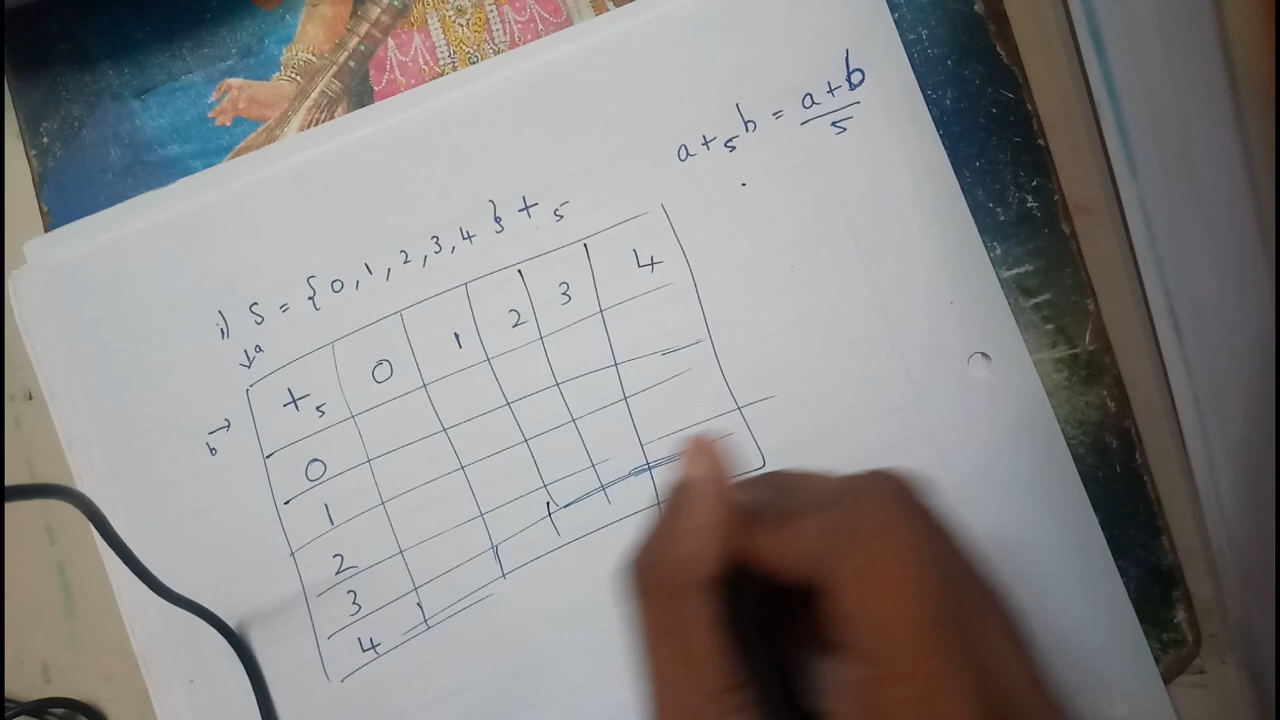 a +₅ b = a+b/5
i) S = {0, 1, 2, 3, 4} +₅
↓a
+₅ 0 1 2 3 4
b→
0
1
2
3
4